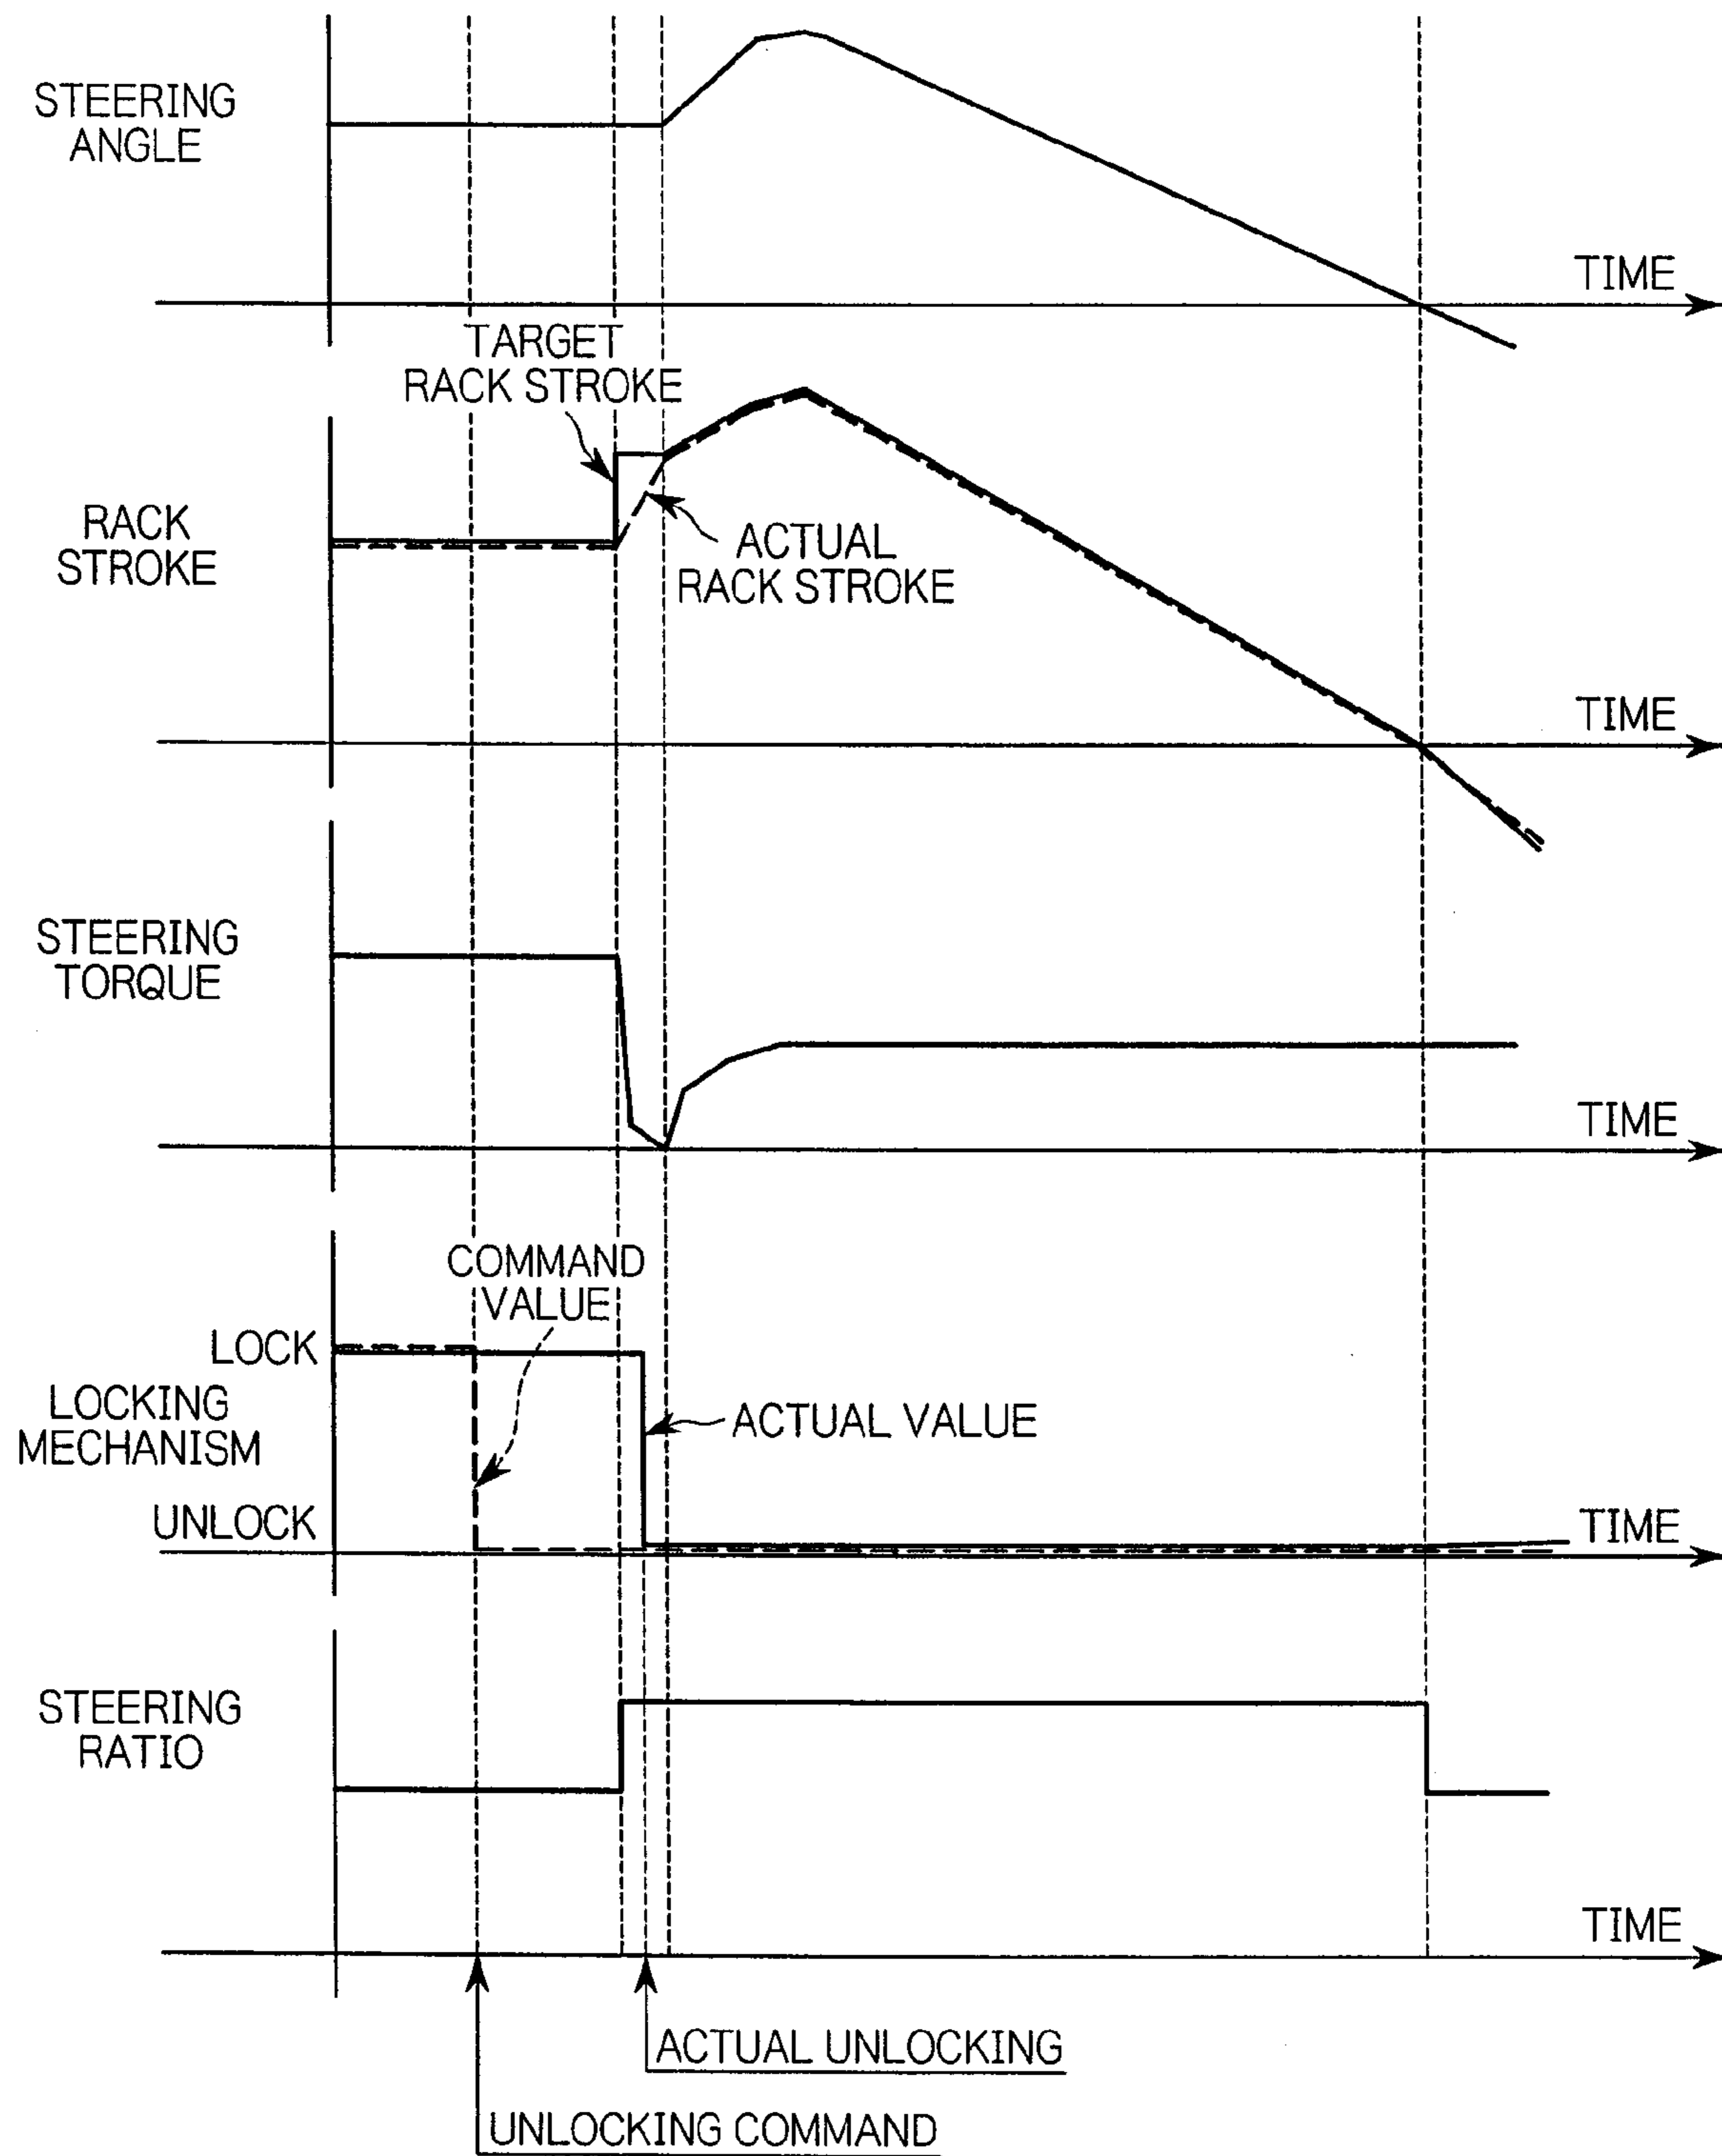 STEERING
ANGLE
TIME
TARGET
RACK STROKE
RACK
STROKE
ACTUAL
RACK STROKE
TIME
STEERING
TORQUE
TIME
COMMAND
VALUE
LOCK
LOCKING
MECHANISM
ACTUAL VALUE
UNLOCK
TIME
STEERING
RATIO
TIME
ACTUAL UNLOCKING
UNLOCKING COMMAND